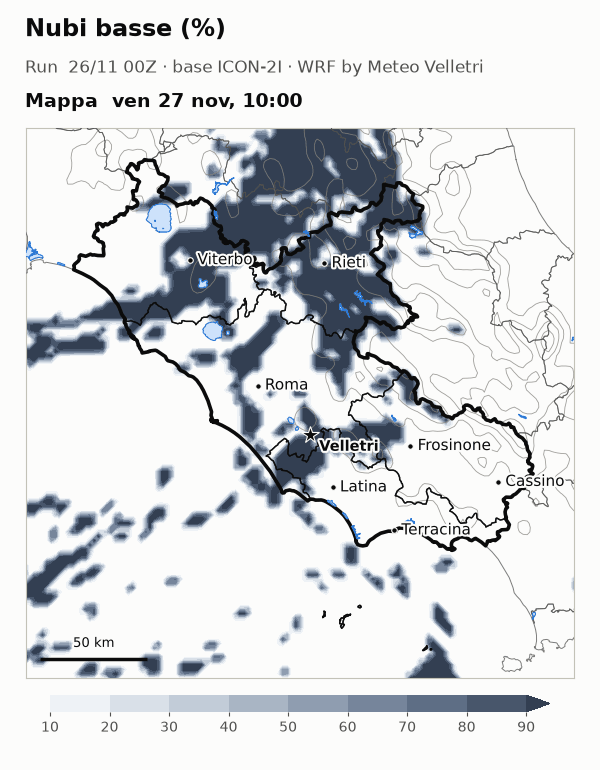 Nubi basse (%)
Run  26/11 00Z · base ICON-2I · WRF by Meteo Velletri
Mappa  ven 27 nov, 10:00
Viterbo
Rieti
Roma
Velletri
Frosinone
Latina
Cassino
Terracina
50 km
10 20 30 40 50 60 70 80 90